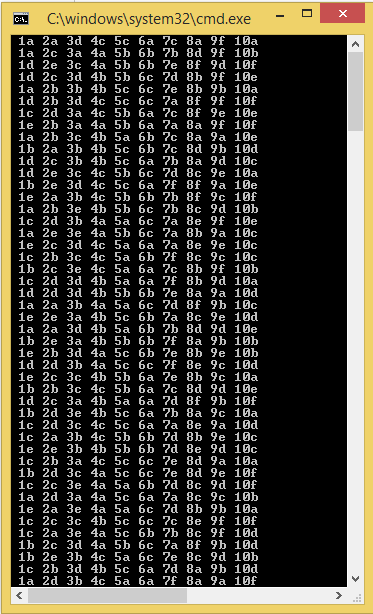 C:\windows\system32\cmd.exe
1a 2a 3d 4c 5c 6a 7c 8a 9f 10a
1a 2c 3a 4a 5b 6b 7b 8d 9f 10b
1d 2e 3c 4a 5b 6b 7e 8f 9d 10f
1d 2c 3d 4b 5b 6c 7d 8b 9f 10e
1a 2b 3c 4b 5b 6c 7e 8b 9b 10a
1d 2d 3c 4b 5c 6a 7d 8f 9f 10f
1c 2d 3a 4c 5a 6b 7c 8f 9e 10e
1e 2b 3a 4a 5a 6a 7a 8a 9f 10f
1a 2b 3c 4b 5a 6b 7c 8a 9a 10e
1b 2a 3b 4b 5b 6c 7c 8d 9b 10d
1d 2c 3b 4c 5c 6a 7b 8a 9d 10c
1d 2e 3c 4c 5b 6c 7d 8c 9e 10a
1b 2e 3d 4c 5c 6a 7f 8f 9a 10e
1e 2a 3b 4c 5b 6b 7b 8f 9c 10f
1a 2b 3e 4b 5b 6c 7b 8c 9d 10b
1c 2d 3b 4a 5c 6a 7c 8e 9f 10e
1a 2e 3e 4a 5b 6c 7a 8b 9a 10c
1e 2c 3d 4c 5a 6a 7a 8e 9e 10e
1c 2b 3c 4a 5c 6b 7f 8c 9c 10c
1b 2c 3e 4c 5a 6a 7c 8b 9f 10b
1c 2d 3d 4b 5a 6a 7f 8b 9d 10a
1d 2d 3d 4b 5b 6b 7e 8a 9a 10d
1a 2d 3b 4a 5a 6c 7d 8f 9b 10c
1e 2e 3a 4b 5c 6b 7a 8c 9e 10d
1a 2a 3d 4b 5a 6b 7b 8d 9d 10e
1b 2e 3b 4a 5b 6b 7f 8a 9b 10b
1e 2b 3d 4c 5c 6b 7e 8b 9e 10b
1d 2d 3b 4a 5c 6c 7f 8e 9c 10d
1e 2c 3c 4b 5b 6a 7e 8b 9c 10a
1b 2b 3c 4c 5a 6c 7c 8d 9d 10e
1d 2c 3a 4b 5a 6a 7d 8f 9b 10f
1b 2d 3e 4b 5c 6a 7b 8a 9c 10f
1c 2d 3e 4c 5c 6a 7a 8e 9a 10d
1c 2a 3b 4c 5b 6b 7d 8b 9e 10c
1d 2e 3b 4b 5c 6b 7d 8e 9e 10c
1c 2b 3a 4c 5c 6c 7e 8d 9a 10a
1b 2d 3c 4a 5c 6c 7e 8d 9e 10f
1c 2c 3e 4a 5b 6a 7d 8d 9c 10f
1a 2d 3a 4a 5c 6a 7c 8c 9c 10b
1e 2a 3e 4c 5a 6c 7d 8b 9b 10a
1c 2c 3c 4b 5c 6c 7c 8e 9f 10f
1b 2c 3e 4c 5c 6b 7b 8c 9f 10d
1c 2d 3d 4a 5b 6c 7a 8f 9b 10d
1b 2e 3b 4c 5a 6c 7e 8c 9d 10b
1c 2b 3d 4b 5c 6a 7d 8a 9b 10d
1a 2d 3b 4c 5a 6a 7f 8a 9a 10f